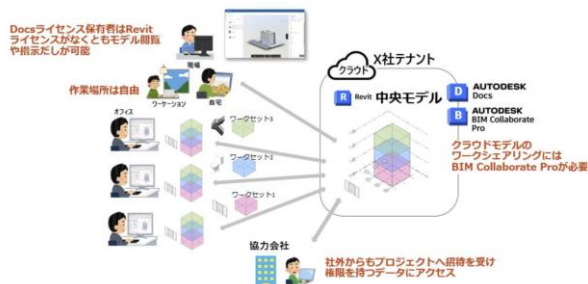 Docsライセンス保有者はRevit
ライセンスがなくともモデル閲覧
や指示だしが可能
現場
作業場所は自由
ワーケーション
自宅
オフィス
ワークセット3
ワークセット2
ワークセット1
X社テナント
クラウド
R Revit 中央モデル
D AUTODESK
Docs
B AUTODESK
BIM Collaborate
Pro
クラウドモデルの
ワークシェアリングには
BIM Collaborate Proが必要
協力会社
社外からもプロジェクトへ招待を受け
権限を持つデータにアクセス